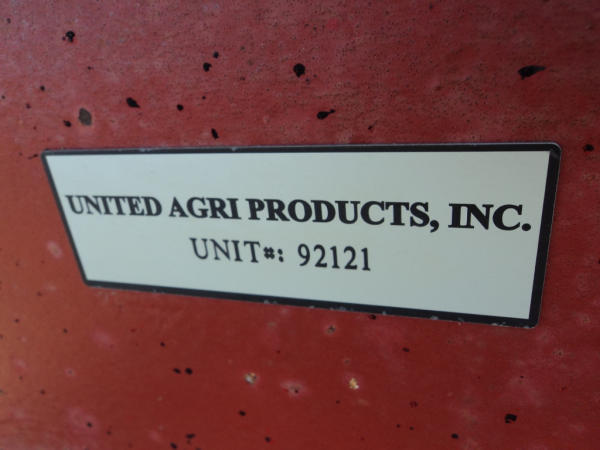 UNITED AGRI PRODUCTS, INC.
UNIT#: 92121